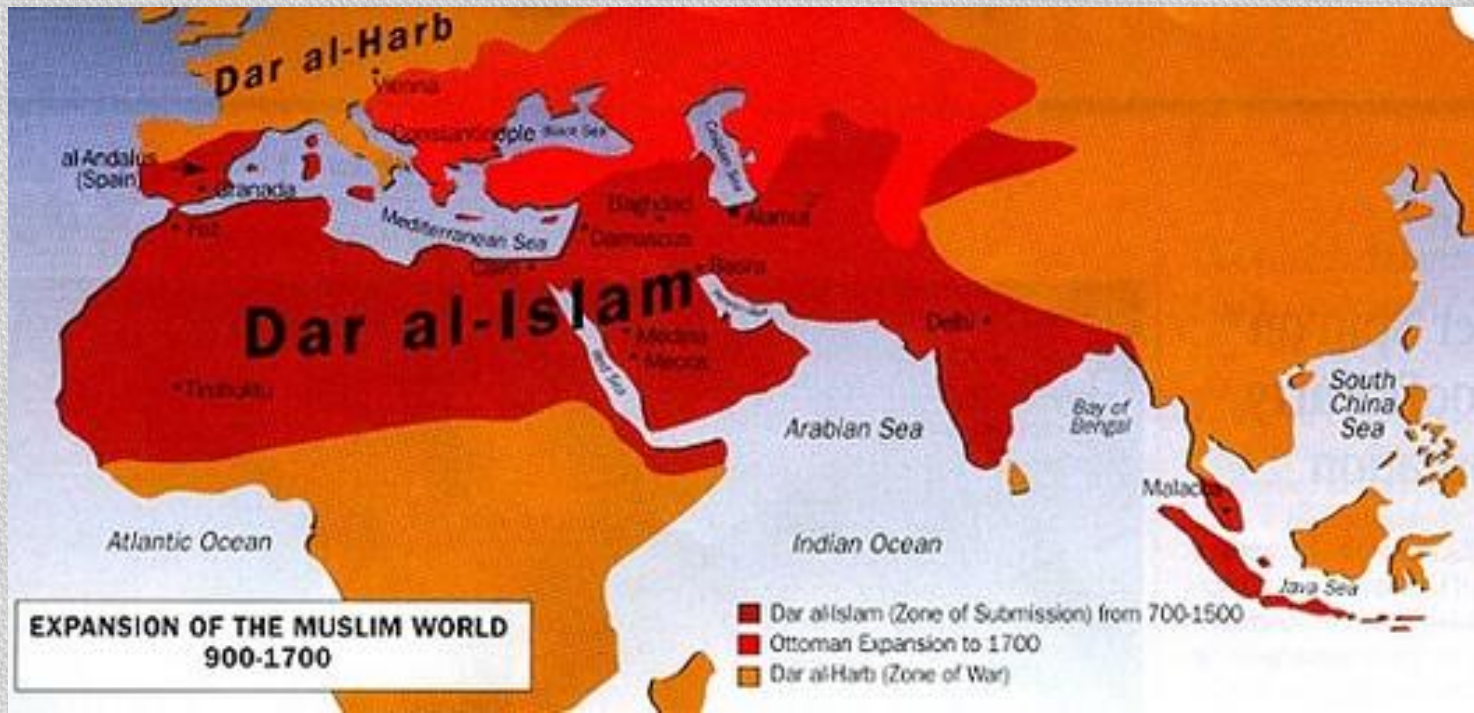 Dar al-Harb
Vienna
Constantinople
Black Sea
Caspian Sea
al-Andalus
(Spain)
Granada
Fez
Mediterranean Sea
Baghdad
Damascus
Alamut
Cairo
Basra
Dar al-Islam
Medina
Mecca
Red Sea
Delhi
Timbuktu
Arabian Sea
Bay of
Bengal
South
China
Sea
Malacca
Atlantic Ocean
Indian Ocean
Java Sea
EXPANSION OF THE MUSLIM WORLD
900-1700
Dar al-Islam (Zone of Submission) from 700-1500
Ottoman Expansion to 1700
Dar al-Harb (Zone of War)